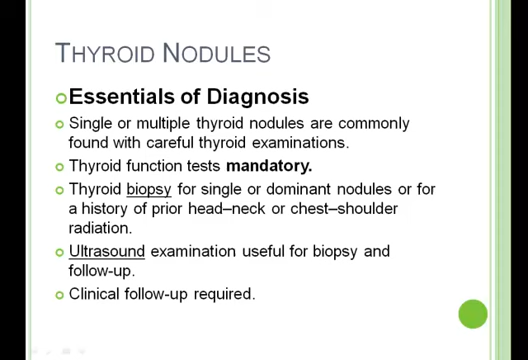 THYROID NODULES
Essentials of Diagnosis
Single or multiple thyroid nodules are commonly
found with careful thyroid examinations.
Thyroid function tests mandatory.
Thyroid biopsy for single or dominant nodules or for
a history of prior head–neck or chest–shoulder
radiation.
Ultrasound examination useful for biopsy and
follow-up.
Clinical follow-up required.